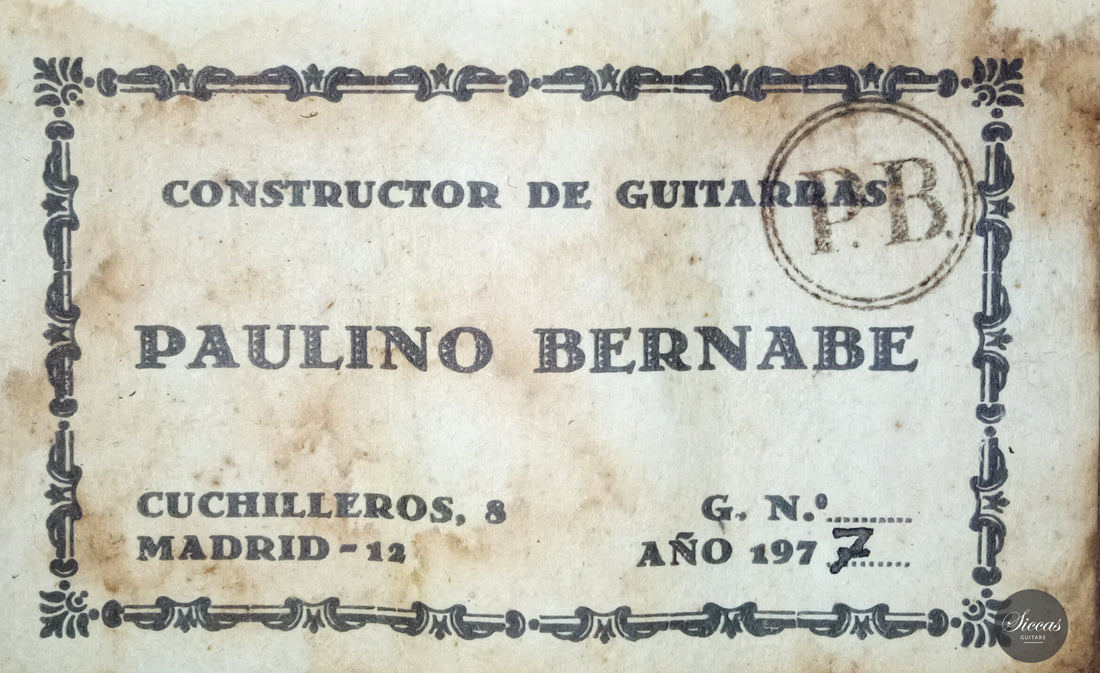 CONSTRUCTOR DE GUITARRAS
P.B.
PAULINO BERNABE
CUCHILLEROS, 8
MADRID - 12
G. N.º..........
AÑO 1977.......
Siccas
GUITARS